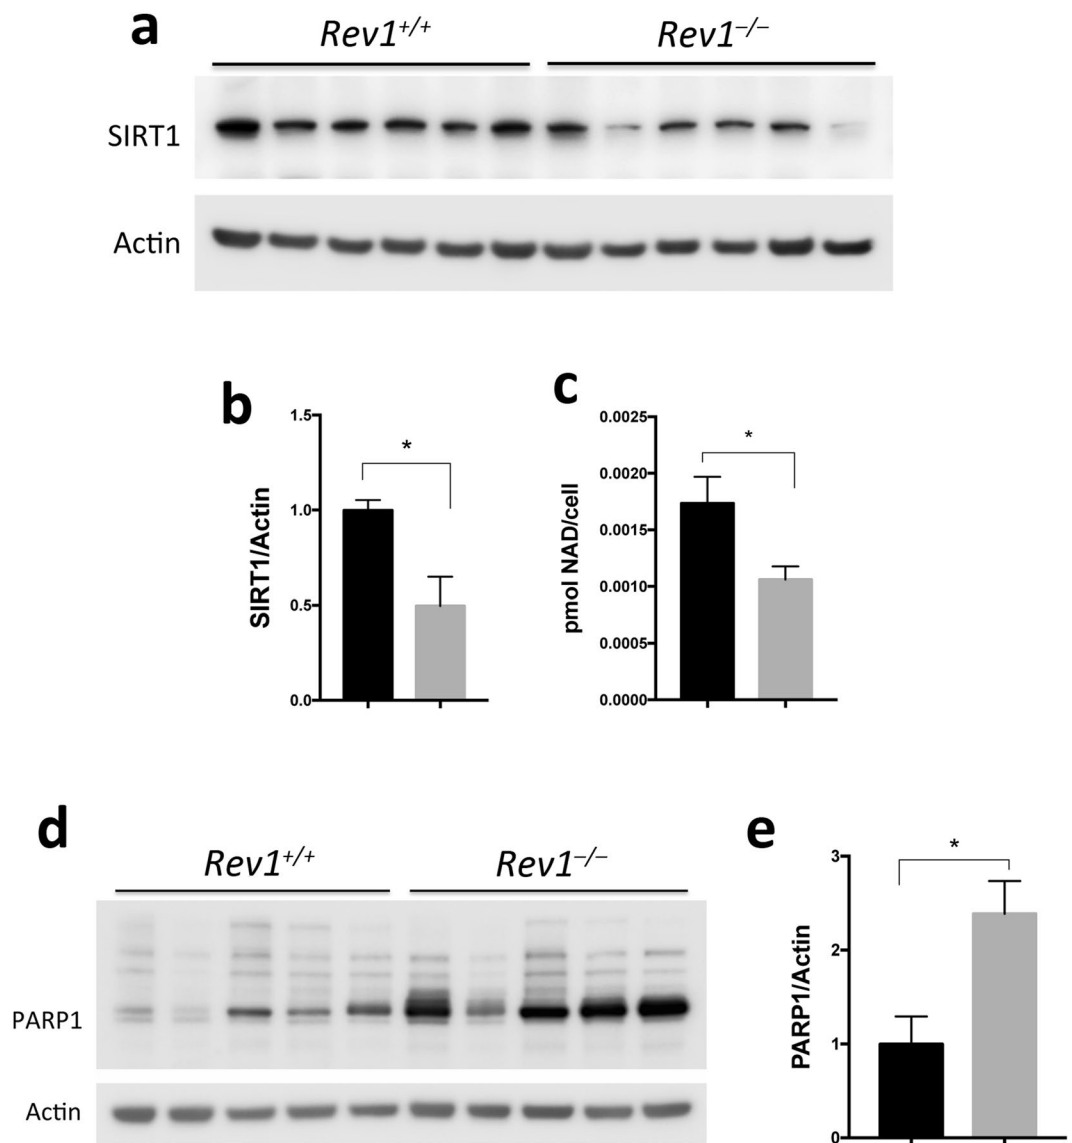 a
Rev1+/+ Rev1−/−
SIRT1
Actin
b
c
1.5
1.0
0.5
0.0
SIRT1/Actin
*
0.0025
0.0020
0.0015
0.0010
0.0005
0.0000
pmol NAD/cell
*
d
Rev1+/+ Rev1−/−
PARP1
Actin
e
3
2
1
0
PARP1/Actin
*